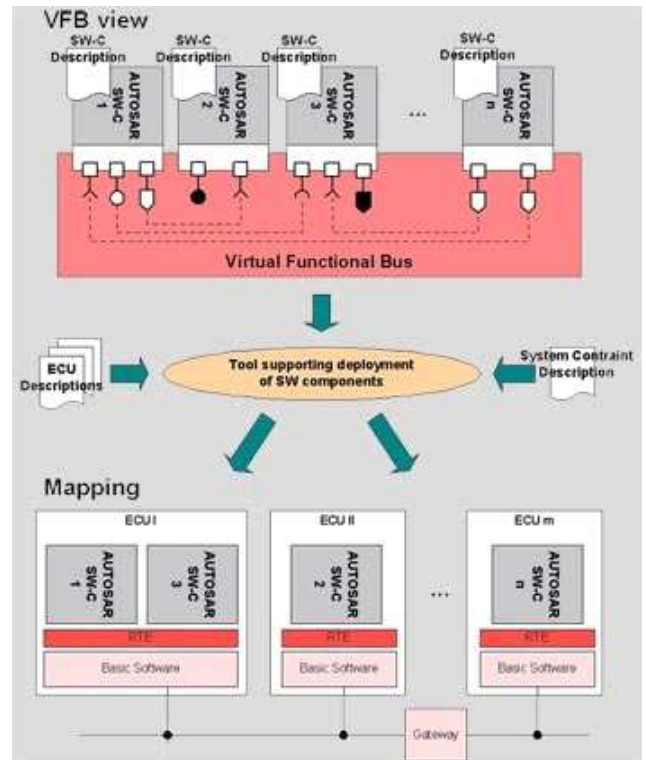 VFB view
SW-C
Description
SW-C
Description
SW-C
Description
SW-C
Description
AUTOSAR
SW-C
1
AUTOSAR
SW-C
2
AUTOSAR
SW-C
3
...
AUTOSAR
SW-C
n
Virtual Functional Bus
ECU
Descriptions
Tool supporting deployment
of SW components
System Contraint
Description
Mapping
ECU I
ECU II
ECU m
AUTOSAR
SW-C
1
AUTOSAR
SW-C
3
AUTOSAR
SW-C
2
...
AUTOSAR
SW-C
n
RTE
RTE
RTE
Basic Software
Basic Software
Basic Software
Gateway